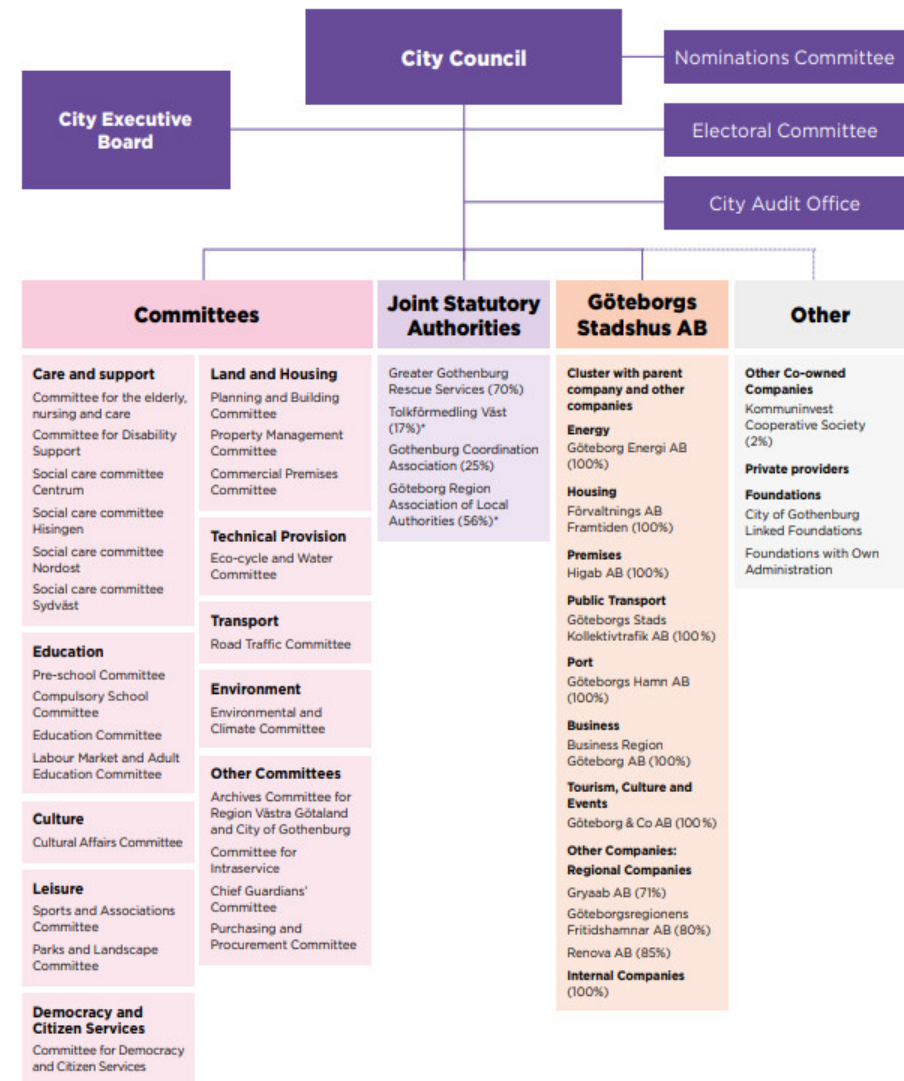 City Council
Nominations Committee
City Executive
Board
Electoral Committee
City Audit Office
Committees
Care and support
Committee for the elderly,
nursing and care
Committee for Disability
Support
Social care committee
Centrum
Social care committee
Hisingen
Social care committee
Nordost
Social care committee
Sydväst
Education
Pre-school Committee
Compulsory School
Committee
Education Committee
Labour Market and Adult
Education Committee
Culture
Cultural Affairs Committee
Leisure
Sports and Associations
Committee
Parks and Landscape
Committee
Democracy and
Citizen Services
Committee for Democracy
and Citizen Services
Land and Housing
Planning and Building
Committee
Property Management
Committee
Commercial Premises
Committee
Technical Provision
Eco-cycle and Water
Committee
Transport
Road Traffic Committee
Environment
Environmental and
Climate Committee
Other Committees
Archives Committee for
Region Västra Götaland
and City of Gothenburg
Committee for
Intraservice
Chief Guardians'
Committee
Purchasing and
Procurement Committee
Joint Statutory
Authorities
Greater Gothenburg
Rescue Services (70%)
Tolkförmedling Väst
(17%)*
Gothenburg Coordination
Association (25%)
Göteborg Region
Association of Local
Authorities (56%)*
Göteborgs
Stadshus AB
Cluster with parent
company and other
companies
Energy
Göteborg Energi AB
(100%)
Housing
Förvaltnings AB
Framtiden (100%)
Premises
Higab AB (100%)
Public Transport
Göteborgs Stads
Kollektivtrafik AB (100%)
Port
Göteborgs Hamn AB
(100%)
Business
Business Region
Göteborg AB (100%)
Tourism, Culture and
Events
Göteborg & Co AB (100%)
Other Companies:
Regional Companies
Gryaab AB (71%)
Göteborgsregionens
Fritidshamnar AB (80%)
Renova AB (85%)
Internal Companies
(100%)
Other
Other Co-owned
Companies
Kommuninvest
Cooperative Society
(2%)
Private providers
Foundations
City of Gothenburg
Linked Foundations
Foundations with Own
Administration